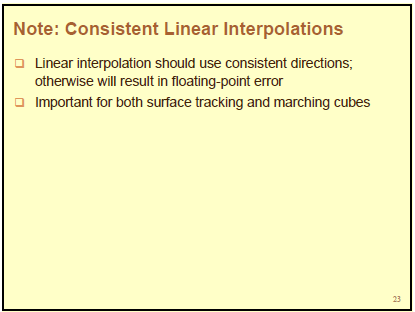 Note: Consistent Linear Interpolations
Linear interpolation should use consistent directions;
otherwise will result in floating-point error
Important for both surface tracking and marching cubes
23